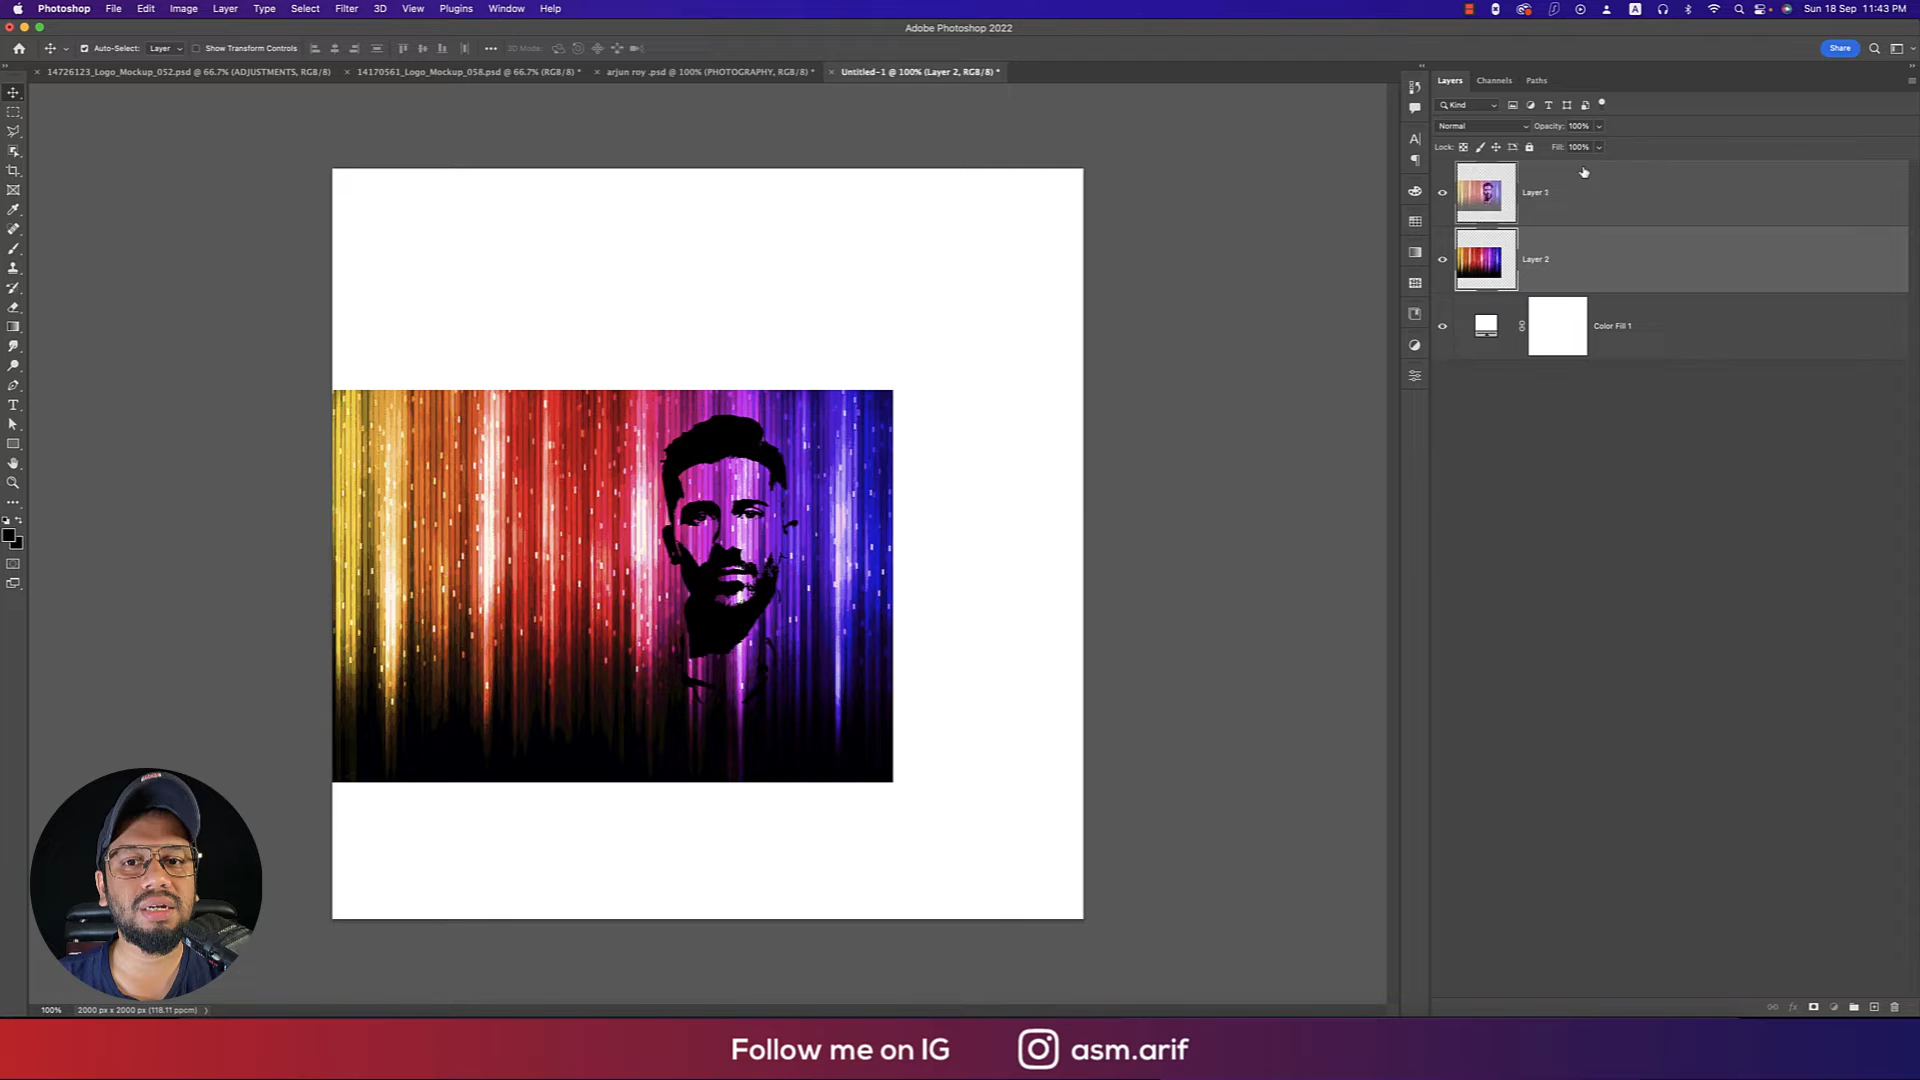 Photoshop File Edit Image Layer Type Select Filter 3D View Plugins Window Help
A Sun 18 Sep 11:43 PM
Adobe Photoshop 2022
Auto-Select: Layer Show Transform Controls 3D Mode: Share
14726123_Logo_Mockup_052.psd @ 66.7% (ADJUSTMENTS, RGB/8) 14170561_Logo_Mockup_058.psd @ 66.7% (RGB/8) * arjun roy .psd @ 100% (PHOTOGRAPHY, RGB/8) * Untitled-1 @ 100% (Layer 2, RGB/8) *
Layers Channels Paths
Kind
Normal Opacity: 100%
Lock: Fill: 100%
Layer 1
Layer 2
Color Fill 1
100% 2000 px x 2000 px (118.11 ppcm)
Follow me on IG asm.arif